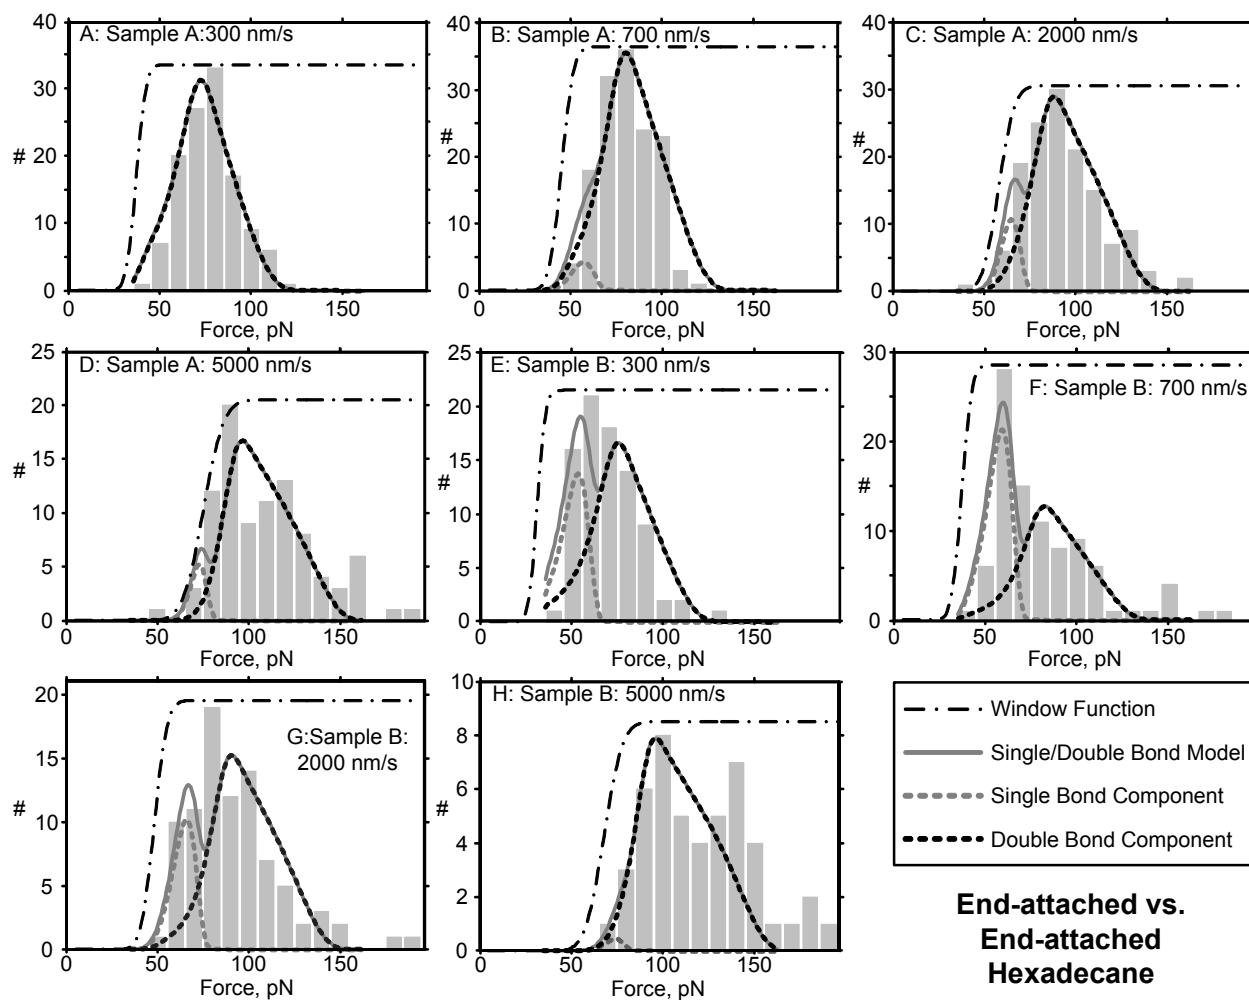 A: Sample A:300 nm/s
40
30
20
10
0
#
0 50 100 150
Force, pN
B: Sample A: 700 nm/s
40
30
20
10
0
#
0 50 100 150
Force, pN
C: Sample A: 2000 nm/s
40
30
20
10
0
#
0 50 100 150
Force, pN
D: Sample A: 5000 nm/s
25
20
15
10
5
0
#
0 50 100 150
Force, pN
E: Sample B: 300 nm/s
25
20
15
10
5
0
#
0 50 100 150
Force, pN
F: Sample B: 700 nm/s
30
20
10
0
#
0 50 100 150
Force, pN
G:Sample B:
2000 nm/s
20
15
10
5
0
#
0 50 100 150
Force, pN
H: Sample B: 5000 nm/s
10
8
6
4
2
0
#
0 50 100 150
Force, pN
Window Function
Single/Double Bond Model
Single Bond Component
Double Bond Component
End-attached vs.
End-attached
Hexadecane